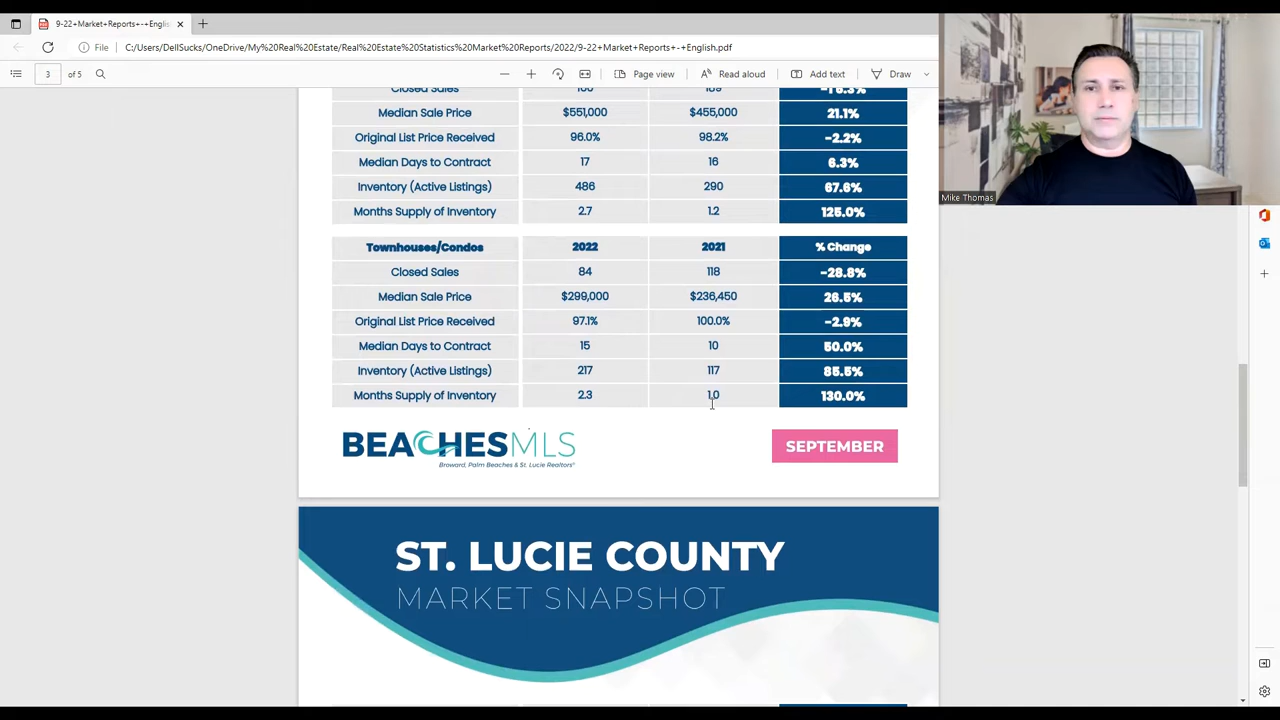 9-22+Market+Reports+-+Englis
File
C:/Users/DellSucks/OneDrive/My%20Real%20Estate/Real%20Estate%20Statistics%20Market%20Reports/2022/9-22+Market+Reports+-+English.pdf
3 of 5
Page view
Read aloud
Add text
Draw
Closed Sales 189
Median Sale Price $551,000 $455,000 21.1%
Original List Price Received 96.0% 98.2% -2.2%
Median Days to Contract 17 16 6.3%
Inventory (Active Listings) 486 290 67.6%
Months Supply of Inventory 2.7 1.2 125.0%
Townhouses/Condos 2022 2021 % Change
Closed Sales 84 118 -28.8%
Median Sale Price $299,000 $236,450 26.5%
Original List Price Received 97.1% 100.0% -2.9%
Median Days to Contract 15 10 50.0%
Inventory (Active Listings) 217 117 85.5%
Months Supply of Inventory 2.3 1.0 130.0%
BEACHESMLS
Broward, Palm Beaches & St. Lucie Realtors®
SEPTEMBER
ST. LUCIE COUNTY
MARKET SNAPSHOT
Mike Thomas